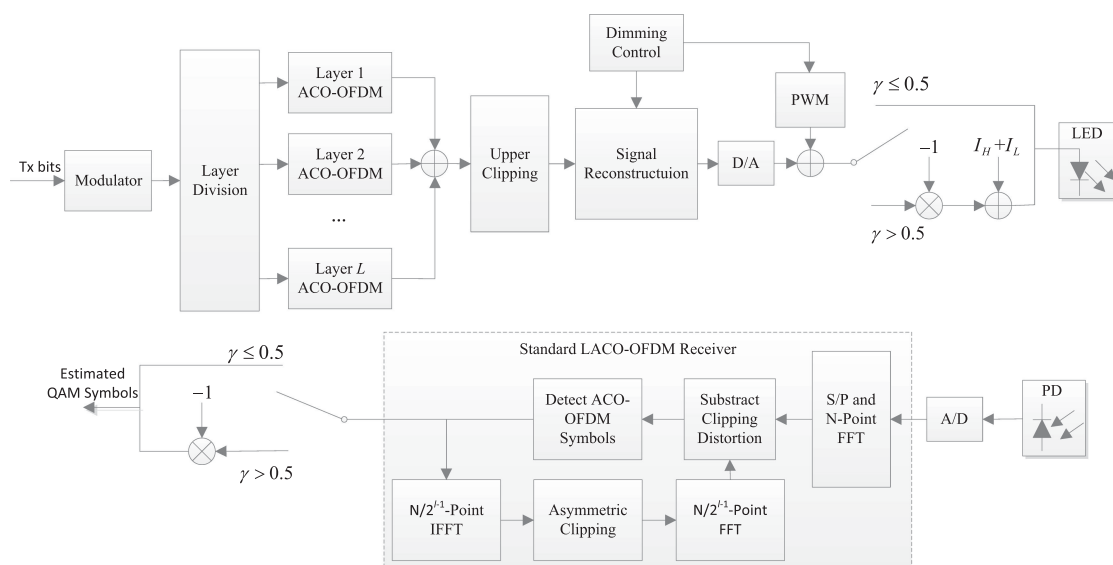 Tx bits
Modulator
Layer
Division
Layer 1
ACO-OFDM
Layer 2
ACO-OFDM
...
Layer L
ACO-OFDM
Upper
Clipping
Dimming
Control
Signal
Reconstructuion
D/A
PWM
γ ≤ 0.5
−1
I_H + I_L
γ > 0.5
LED
Estimated
QAM Symbols
γ ≤ 0.5
−1
γ > 0.5
Standard LACO-OFDM Receiver
Detect ACO-
OFDM
Symbols
Substract
Clipping
Distortion
S/P and
N-Point
FFT
A/D
PD
N/2^{l-1}-Point
IFFT
Asymmetric
Clipping
N/2^{l-1}-Point
FFT